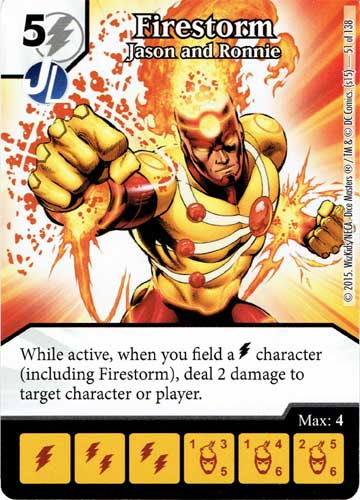 5
Firestorm
Jason and Ronnie
JL
© 2015. WizKids/NECA. Dice Masters ® / TM & © DC Comics. (s15) — 51 of 138
While active, when you field a character
(including Firestorm), deal 2 damage to
target character or player.
Max: 4
1 3
5
1 4
6
2 5
6